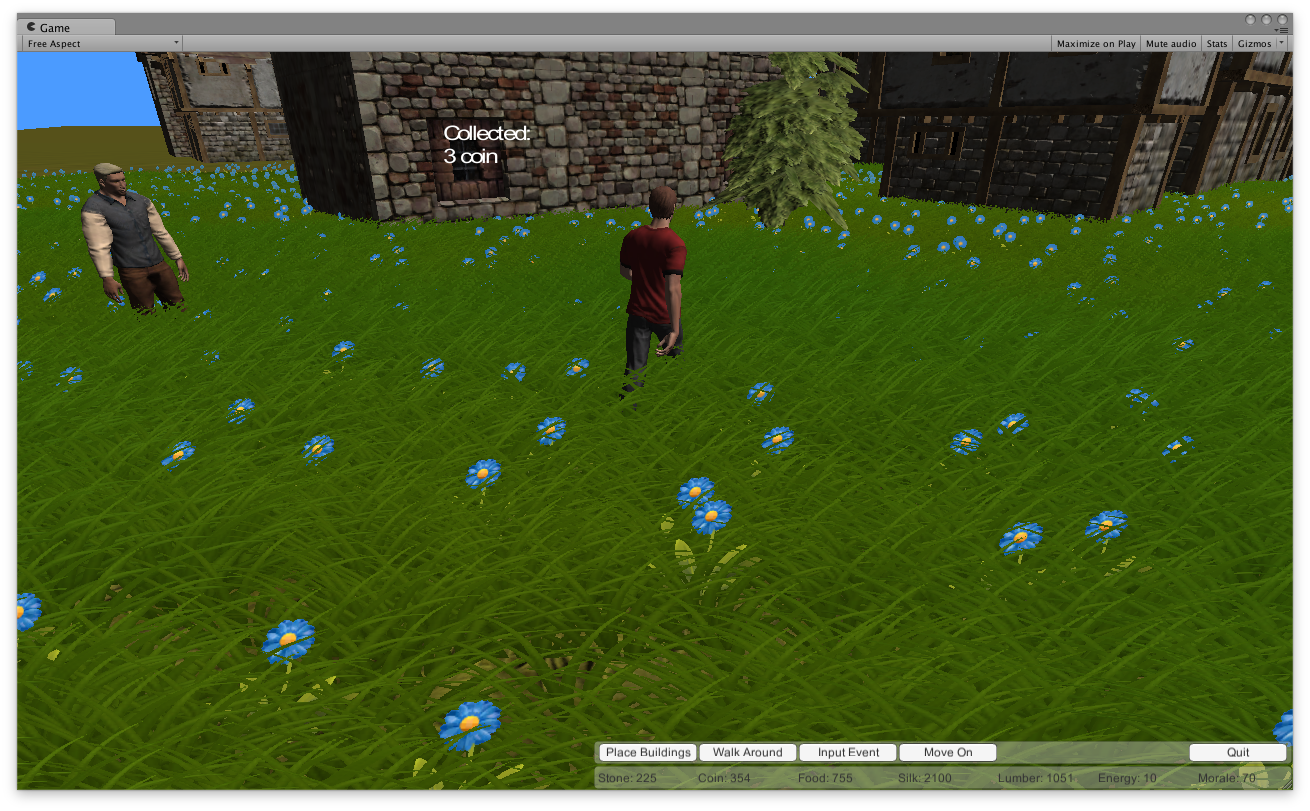 Game
Free Aspect
Maximize on Play Mute audio Stats Gizmos
Collected:
3 coin
Place Buildings Walk Around Input Event Move On Quit
Stone: 225 Coin: 354 Food: 755 Silk: 2100 Lumber: 1051 Energy: 10 Morale: 70